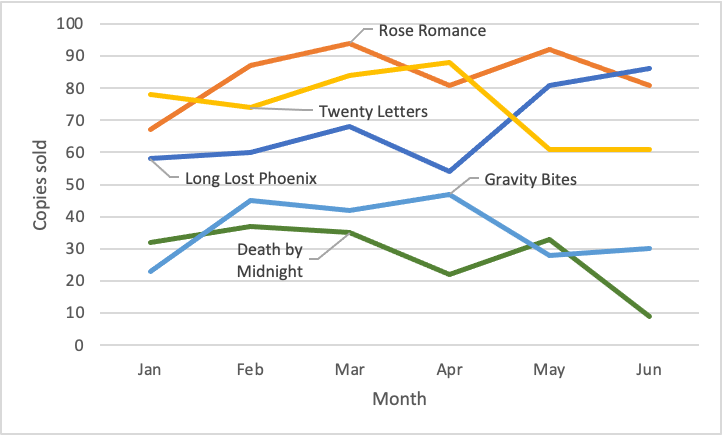 100
90
80
70
60
50
40
30
20
10
0
Copies sold
Rose Romance
Twenty Letters
Long Lost Phoenix
Gravity Bites
Death by
Midnight
Jan Feb Mar Apr May Jun
Month